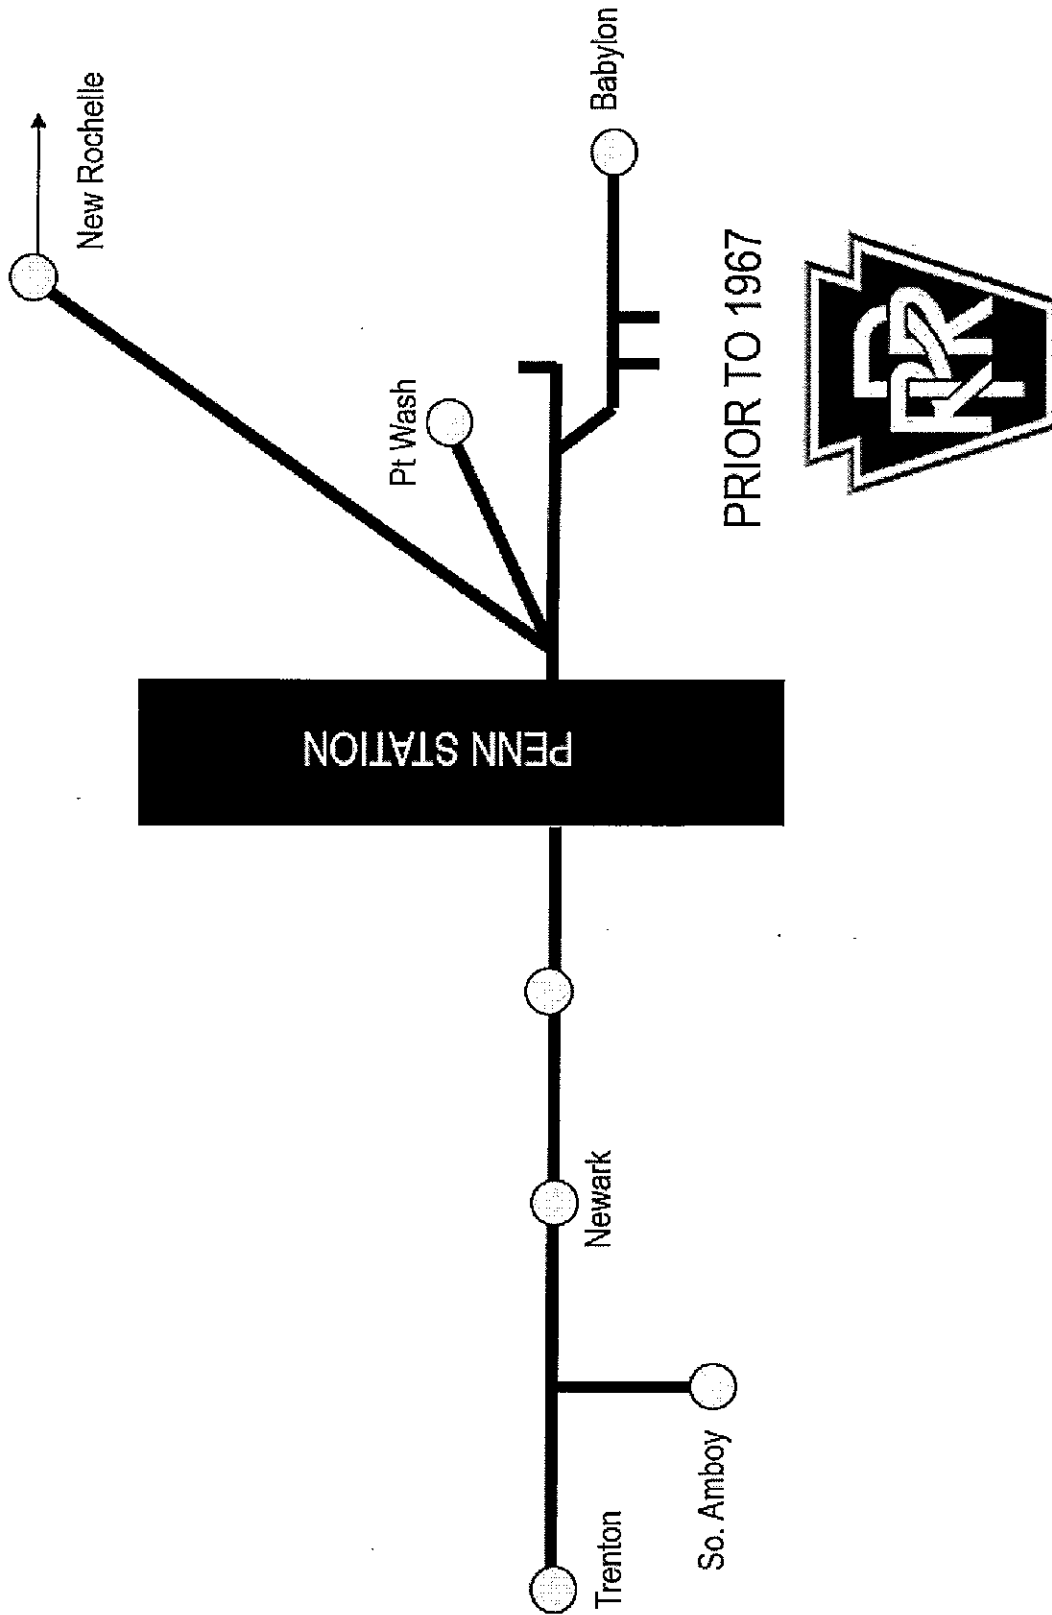 New Rochelle
Pt Wash
Babylon
PENN STATION
Newark
Trenton
So. Amboy
PRIOR TO 1967
PRR